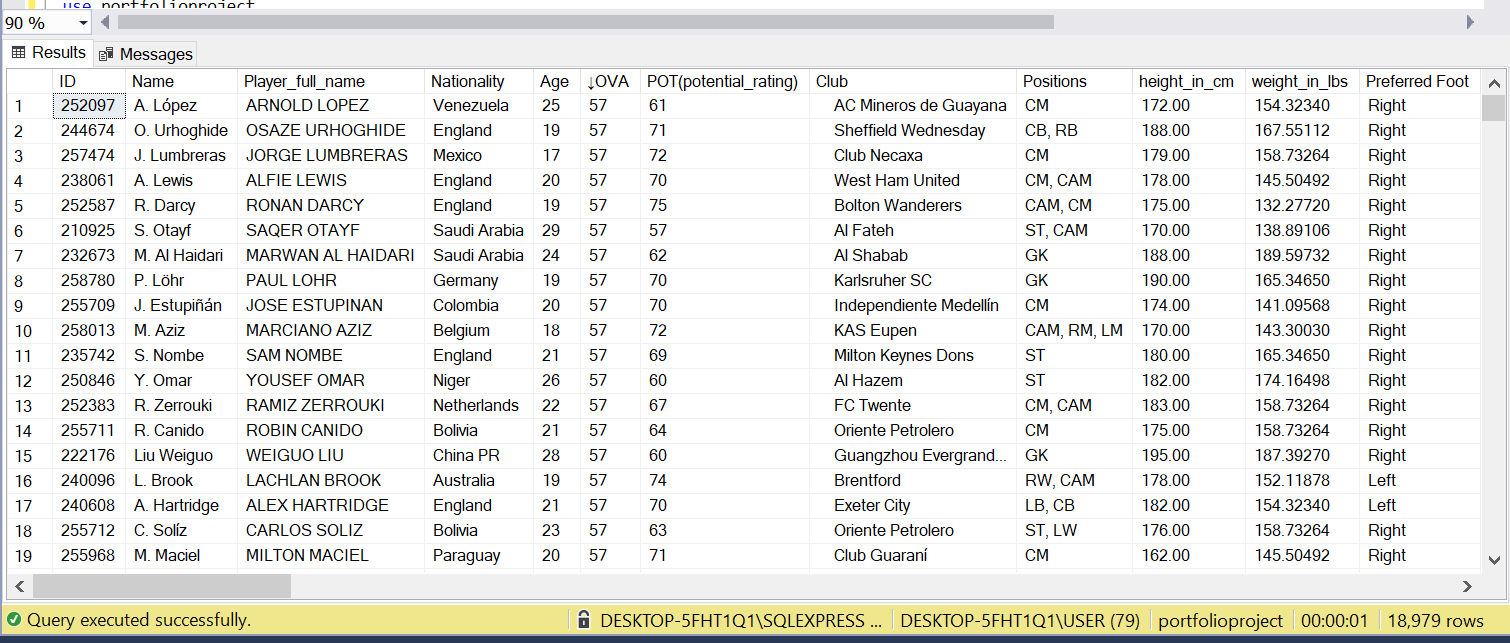 use portfolioproject
90 %
Results Messages
ID Name Player_full_name Nationality Age ↓OVA POT(potential_rating) Club Positions height_in_cm weight_in_lbs Preferred Foot
1 252097 A. López ARNOLD LOPEZ Venezuela 25 57 61 AC Mineros de Guayana CM 172.00 154.32340 Right
2 244674 O. Urhoghide OSAZE URHOGHIDE England 19 57 71 Sheffield Wednesday CB, RB 188.00 167.55112 Right
3 257474 J. Lumbreras JORGE LUMBRERAS Mexico 17 57 72 Club Necaxa CM 179.00 158.73264 Right
4 238061 A. Lewis ALFIE LEWIS England 20 57 70 West Ham United CM, CAM 178.00 145.50492 Right
5 252587 R. Darcy RONAN DARCY England 19 57 75 Bolton Wanderers CAM, CM 175.00 132.27720 Right
6 210925 S. Otayf SAQER OTAYF Saudi Arabia 29 57 57 Al Fateh ST, CAM 170.00 138.89106 Right
7 232673 M. Al Haidari MARWAN AL HAIDARI Saudi Arabia 24 57 62 Al Shabab GK 188.00 189.59732 Right
8 258780 P. Löhr PAUL LOHR Germany 19 57 70 Karlsruher SC GK 190.00 165.34650 Right
9 255709 J. Estupiñán JOSE ESTUPINAN Colombia 20 57 70 Independiente Medellín CM 174.00 141.09568 Right
10 258013 M. Aziz MARCIANO AZIZ Belgium 18 57 72 KAS Eupen CAM, RM, LM 170.00 143.30030 Right
11 235742 S. Nombe SAM NOMBE England 21 57 69 Milton Keynes Dons ST 180.00 165.34650 Right
12 250846 Y. Omar YOUSEF OMAR Niger 26 57 60 Al Hazem ST 182.00 174.16498 Right
13 252383 R. Zerrouki RAMIZ ZERROUKI Netherlands 22 57 67 FC Twente CM, CAM 183.00 158.73264 Right
14 255711 R. Canido ROBIN CANIDO Bolivia 21 57 64 Oriente Petrolero CM 175.00 158.73264 Right
15 222176 Liu Weiguo WEIGUO LIU China PR 28 57 60 Guangzhou Evergrand... GK 195.00 187.39270 Right
16 240096 L. Brook LACHLAN BROOK Australia 19 57 74 Brentford RW, CAM 178.00 152.11878 Left
17 240608 A. Hartridge ALEX HARTRIDGE England 21 57 70 Exeter City LB, CB 182.00 154.32340 Left
18 255712 C. Solíz CARLOS SOLIZ Bolivia 23 57 63 Oriente Petrolero ST, LW 176.00 158.73264 Right
19 255968 M. Maciel MILTON MACIEL Paraguay 20 57 71 Club Guaraní CM 162.00 145.50492 Right
Query executed successfully. DESKTOP-5FHT1Q1\SQLEXPRESS ... DESKTOP-5FHT1Q1\USER (79) portfolioproject 00:00:01 18,979 rows